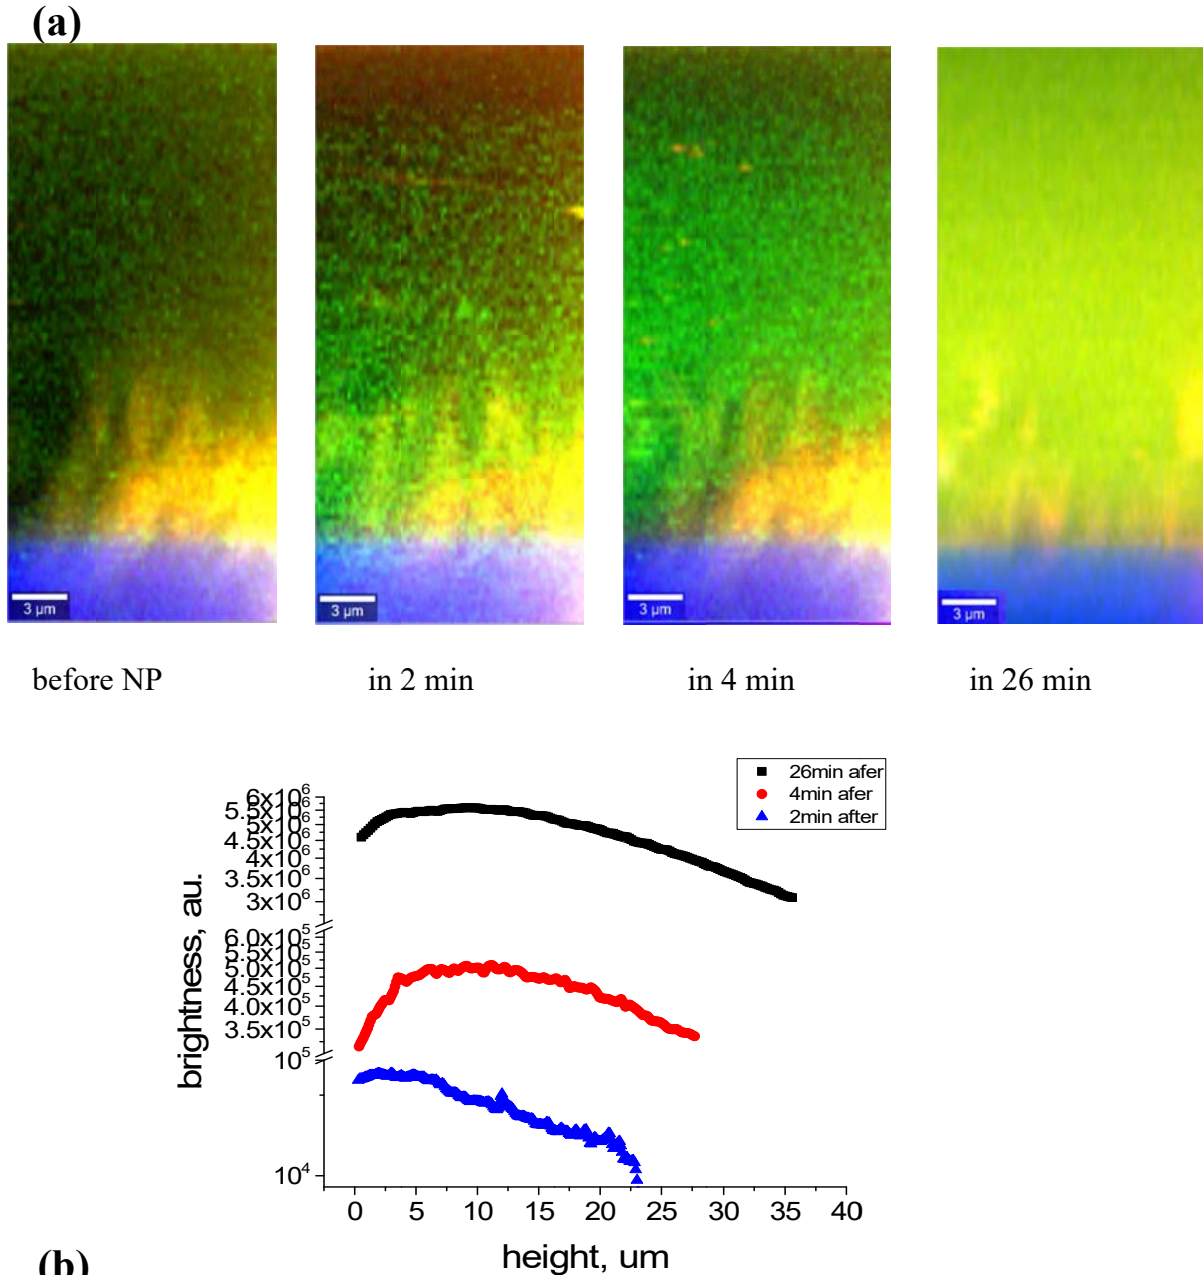 (a)
3 µm
3 µm
3 µm
3 µm
before NP
in 2 min
in 4 min
in 26 min
26min afer
4min afer
2min after
6x10⁶
5.5x10⁶
5x10⁶
4.5x10⁶
4x10⁶
3.5x10⁶
3x10⁶
6.0x10⁵
5.0x10⁵
4.5x10⁵
4.0x10⁵
3.5x10⁵
10⁵
10⁴
brightness, au.
0 5 10 15 20 25 30 35 40
height, um
(b)